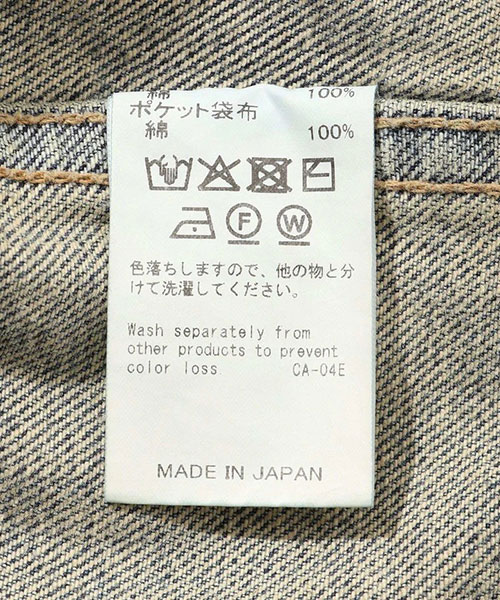 綿 100%
ポケット袋布
綿 100%
F W
色落ちしますので、他の物と分
けて洗濯してください。
Wash separately from
other products to prevent
color loss CA-04E
MADE IN JAPAN